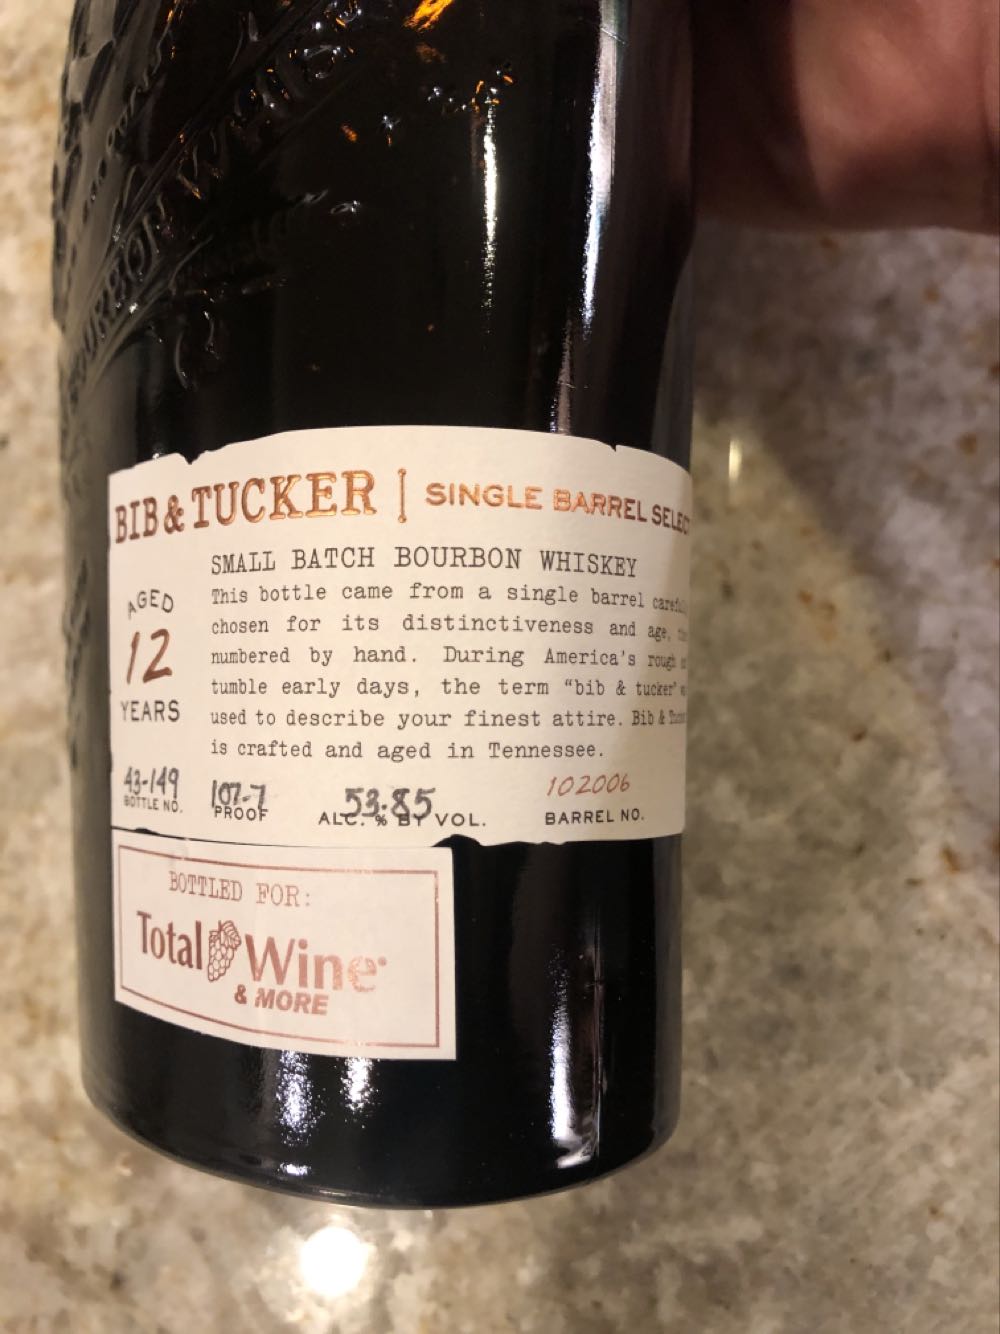 BIB & TUCKER | SINGLE BARREL SELECT
SMALL BATCH BOURBON WHISKEY
AGED
12
YEARS
This bottle came from a single barrel
chosen for its distinctiveness and age,
numbered by hand. During America's rough
tumble early days, the term "bib & tucker"
used to describe your finest attire. Bib & Tucker
is crafted and aged in Tennessee.
43-149
BOTTLE NO.
107.7
PROOF
53.85
ALC. % BY VOL.
102006
BARREL NO.
BOTTLED FOR:
Total Wine
& MORE